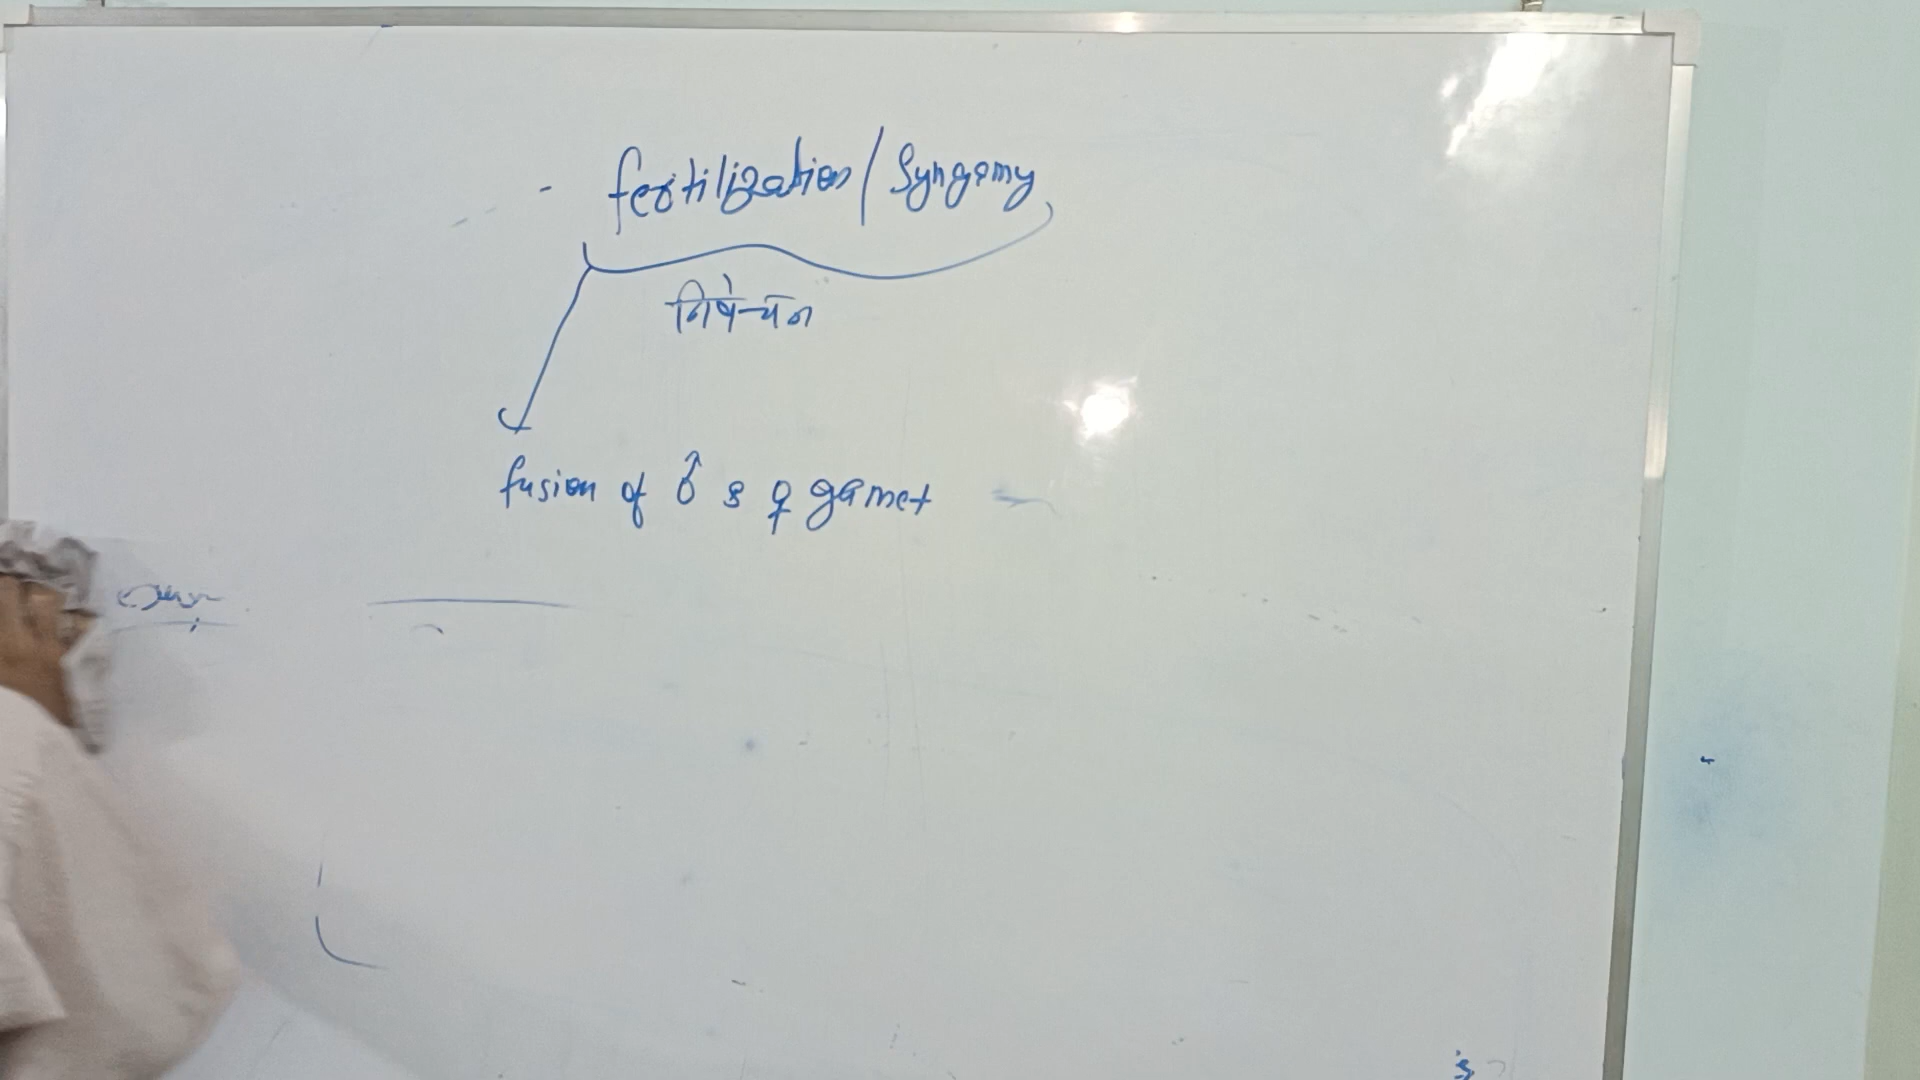 - fertilization / Syngamy
निषेचन
fusion of ♂ & ♀ gamet